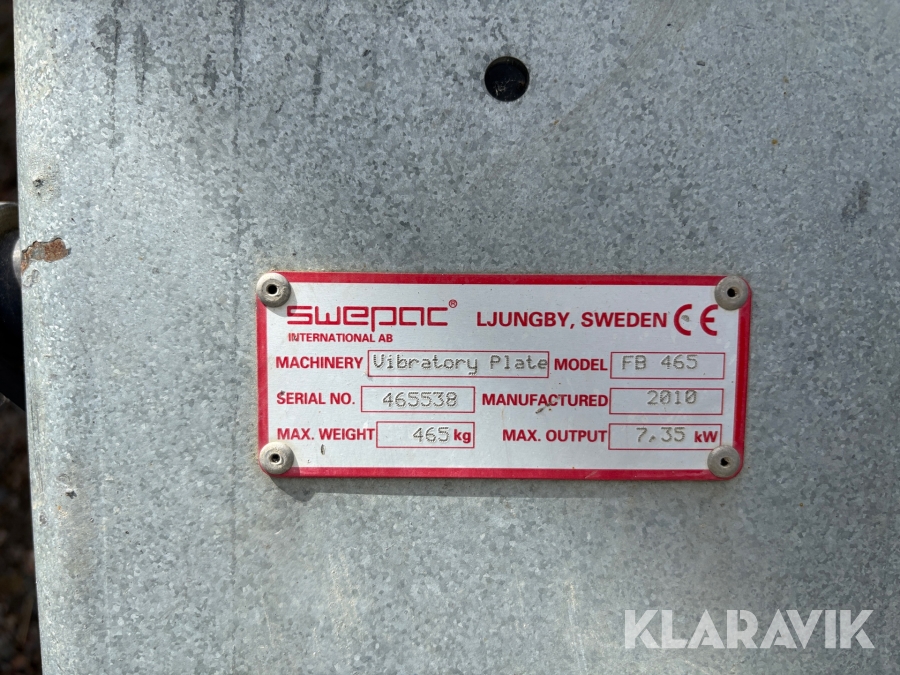 swepac® LJUNGBY, SWEDEN CE
INTERNATIONAL AB
MACHINERY Vibratory Plate MODEL FB 465
SERIAL NO. 465538 MANUFACTURED 2010
MAX. WEIGHT 465 kg MAX. OUTPUT 7,35 kW
KLARAVIK